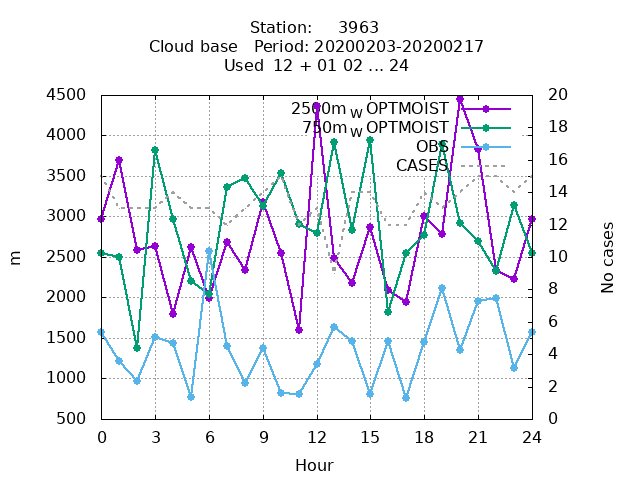 Station: 3963
Cloud base Period: 20200203-20200217
Used 12 + 01 02 ... 24
2500m W OPTMOIST
750m W OPTMOIST
OBS
CASES
4500
4000
3500
3000
2500
2000
1500
1000
500
m
20
18
16
14
12
10
8
6
4
2
0
No cases
0 3 6 9 12 15 18 21 24
Hour